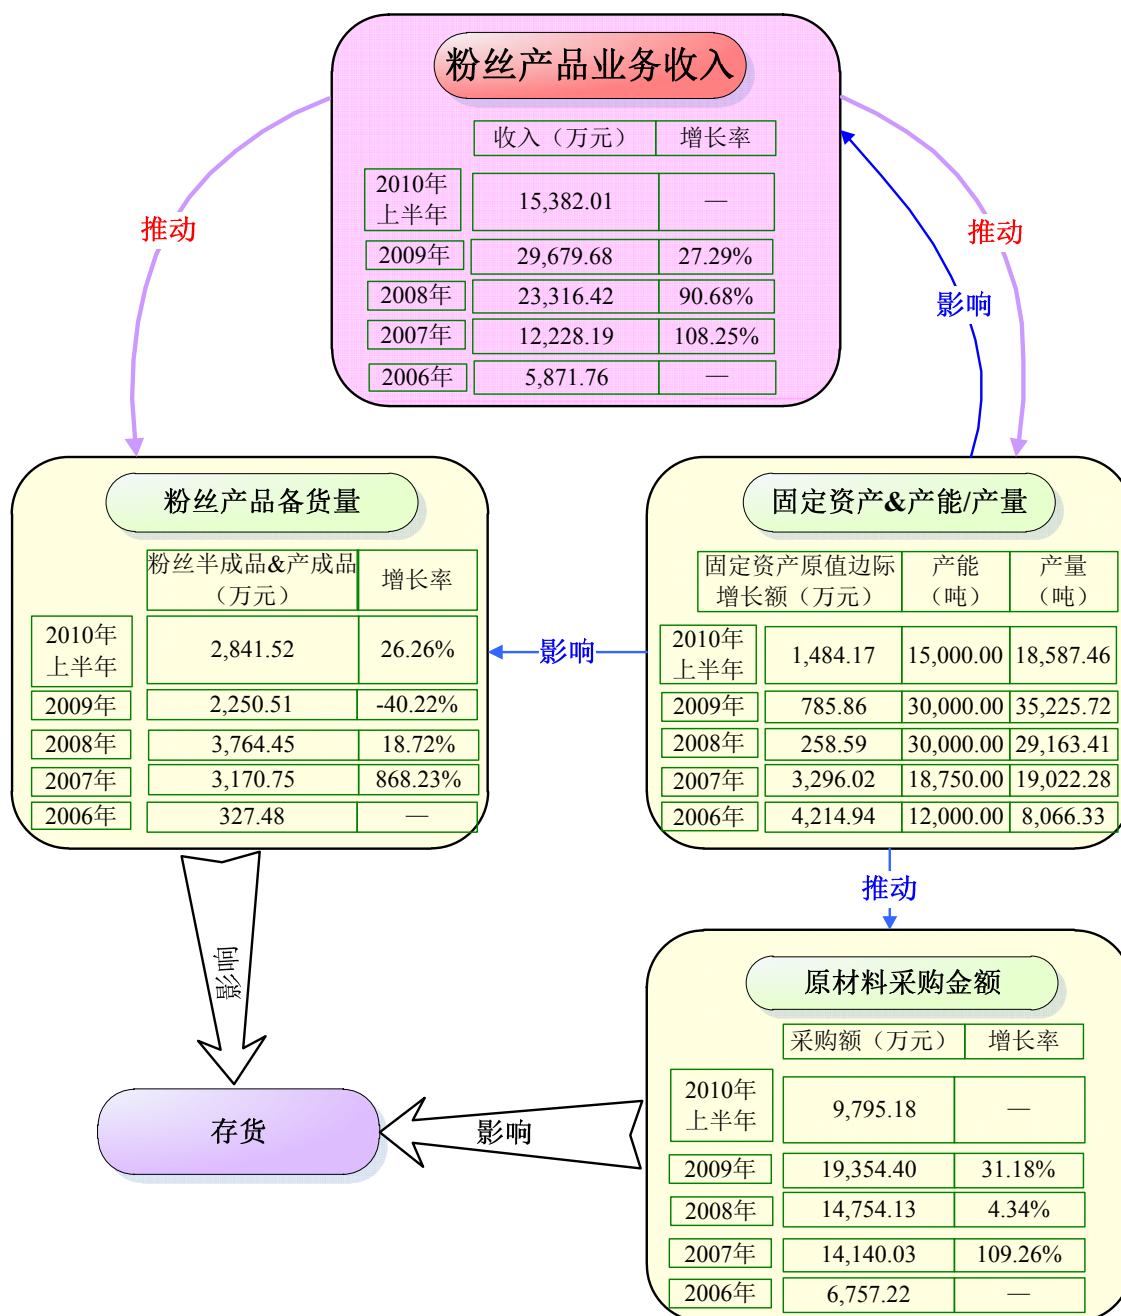 粉丝产品业务收入
收入（万元） 增长率
2010年
上半年 15,382.01 —
2009年 29,679.68 27.29%
2008年 23,316.42 90.68%
2007年 12,228.19 108.25%
2006年 5,871.76 —
推动
推动
影响
粉丝产品备货量
粉丝半成品&产成品
（万元） 增长率
2010年
上半年 2,841.52 26.26%
2009年 2,250.51 -40.22%
2008年 3,764.45 18.72%
2007年 3,170.75 868.23%
2006年 327.48 —
影响
固定资产&产能/产量
固定资产原值边际 产能 产量
增长额（万元） （吨） （吨）
2010年
上半年 1,484.17 15,000.00 18,587.46
2009年 785.86 30,000.00 35,225.72
2008年 258.59 30,000.00 29,163.41
2007年 3,296.02 18,750.00 19,022.28
2006年 4,214.94 12,000.00 8,066.33
推动
影响
原材料采购金额
采购额（万元） 增长率
2010年
上半年 9,795.18 —
2009年 19,354.40 31.18%
2008年 14,754.13 4.34%
2007年 14,140.03 109.26%
2006年 6,757.22 —
影响
存货